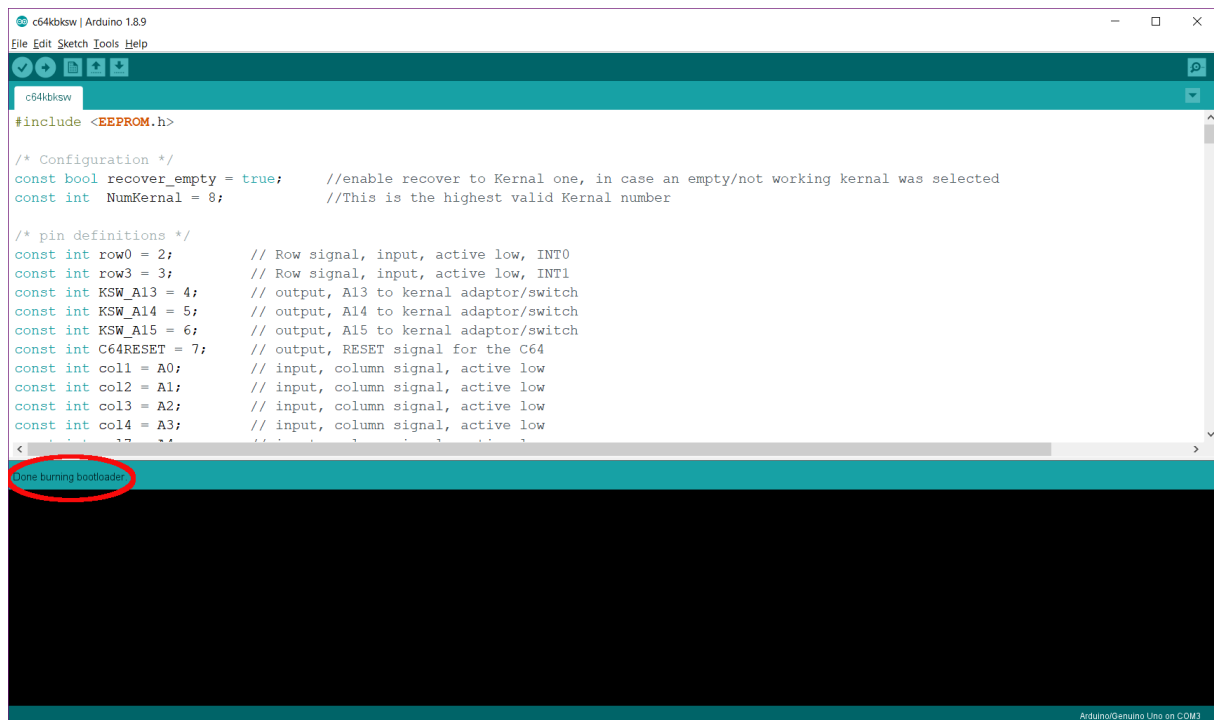 c64kbksw | Arduino 1.8.9
File Edit Sketch Tools Help
c64kbksw
#include <EEPROM.h>
/* Configuration */
const bool recover_empty = true;     //enable recover to Kernal one, in case an empty/not working kernal was selected
const int  NumKernal = 8;            //This is the highest valid Kernal number
/* pin definitions */
const int row0 = 2;         // Row signal, input, active low, INT0
const int row3 = 3;         // Row signal, input, active low, INT1
const int KSW_A13 = 4;      // output, A13 to kernal adaptor/switch
const int KSW_A14 = 5;      // output, A14 to kernal adaptor/switch
const int KSW_A15 = 6;      // output, A15 to kernal adaptor/switch
const int C64RESET = 7;     // output, RESET signal for the C64
const int col1 = A0;        // input, column signal, active low
const int col2 = A1;        // input, column signal, active low
const int col3 = A2;        // input, column signal, active low
const int col4 = A3;        // input, column signal, active low
Done burning bootloader.
Arduino/Genuino Uno on COM3